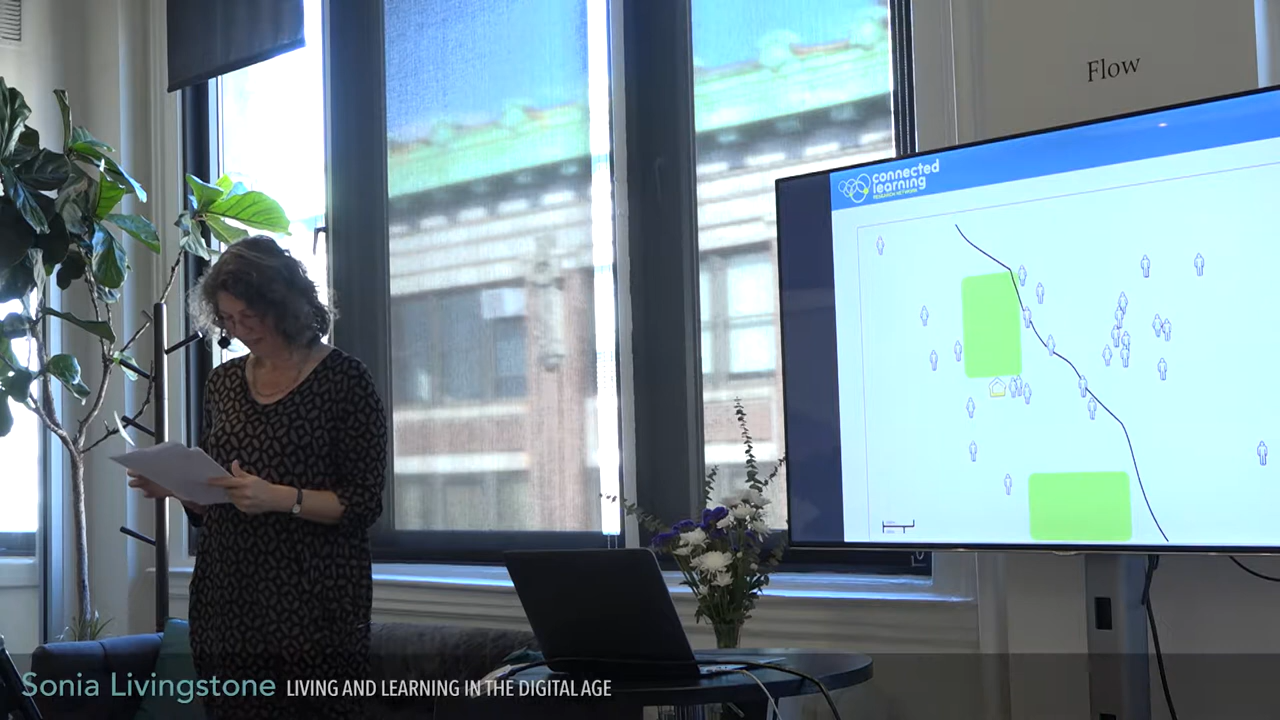 Flow
connected
learning
RESEARCH NETWORK
Sonia Livingstone LIVING AND LEARNING IN THE DIGITAL AGE